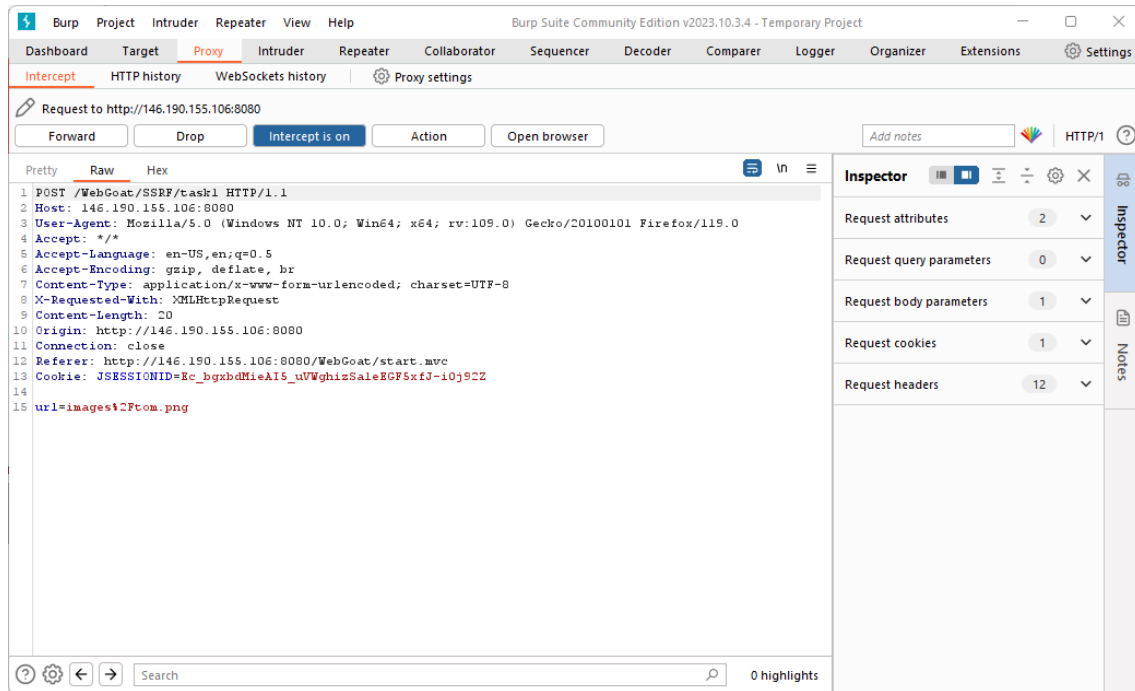 Burp Project Intruder Repeater View Help Burp Suite Community Edition v2023.10.3.4 - Temporary Project
Dashboard Target Proxy Intruder Repeater Collaborator Sequencer Decoder Comparer Logger Organizer Extensions Settings
Intercept HTTP history WebSockets history Proxy settings
Request to http://146.190.155.106:8080
Forward Drop Intercept is on Action Open browser Add notes HTTP/1
Pretty Raw Hex \n
1 POST /WebGoat/SSRF/task1 HTTP/1.1
2 Host: 146.190.155.106:8080
3 User-Agent: Mozilla/5.0 (Windows NT 10.0; Win64; x64; rv:109.0) Gecko/20100101 Firefox/119.0
4 Accept: */*
5 Accept-Language: en-US,en;q=0.5
6 Accept-Encoding: gzip, deflate, br
7 Content-Type: application/x-www-form-urlencoded; charset=UTF-8
8 X-Requested-With: XMLHttpRequest
9 Content-Length: 20
10 Origin: http://146.190.155.106:8080
11 Connection: close
12 Referer: http://146.190.155.106:8080/WebGoat/start.mvc
13 Cookie: JSESSIONID=Ec_bgxbdMieAI5_uVWghizSaleEGF5xfJ-iOj92Z
14
15 url=images%2Ftom.png
Inspector
Request attributes 2
Request query parameters 0
Request body parameters 1
Request cookies 1
Request headers 12
Inspector
Notes
Search 0 highlights